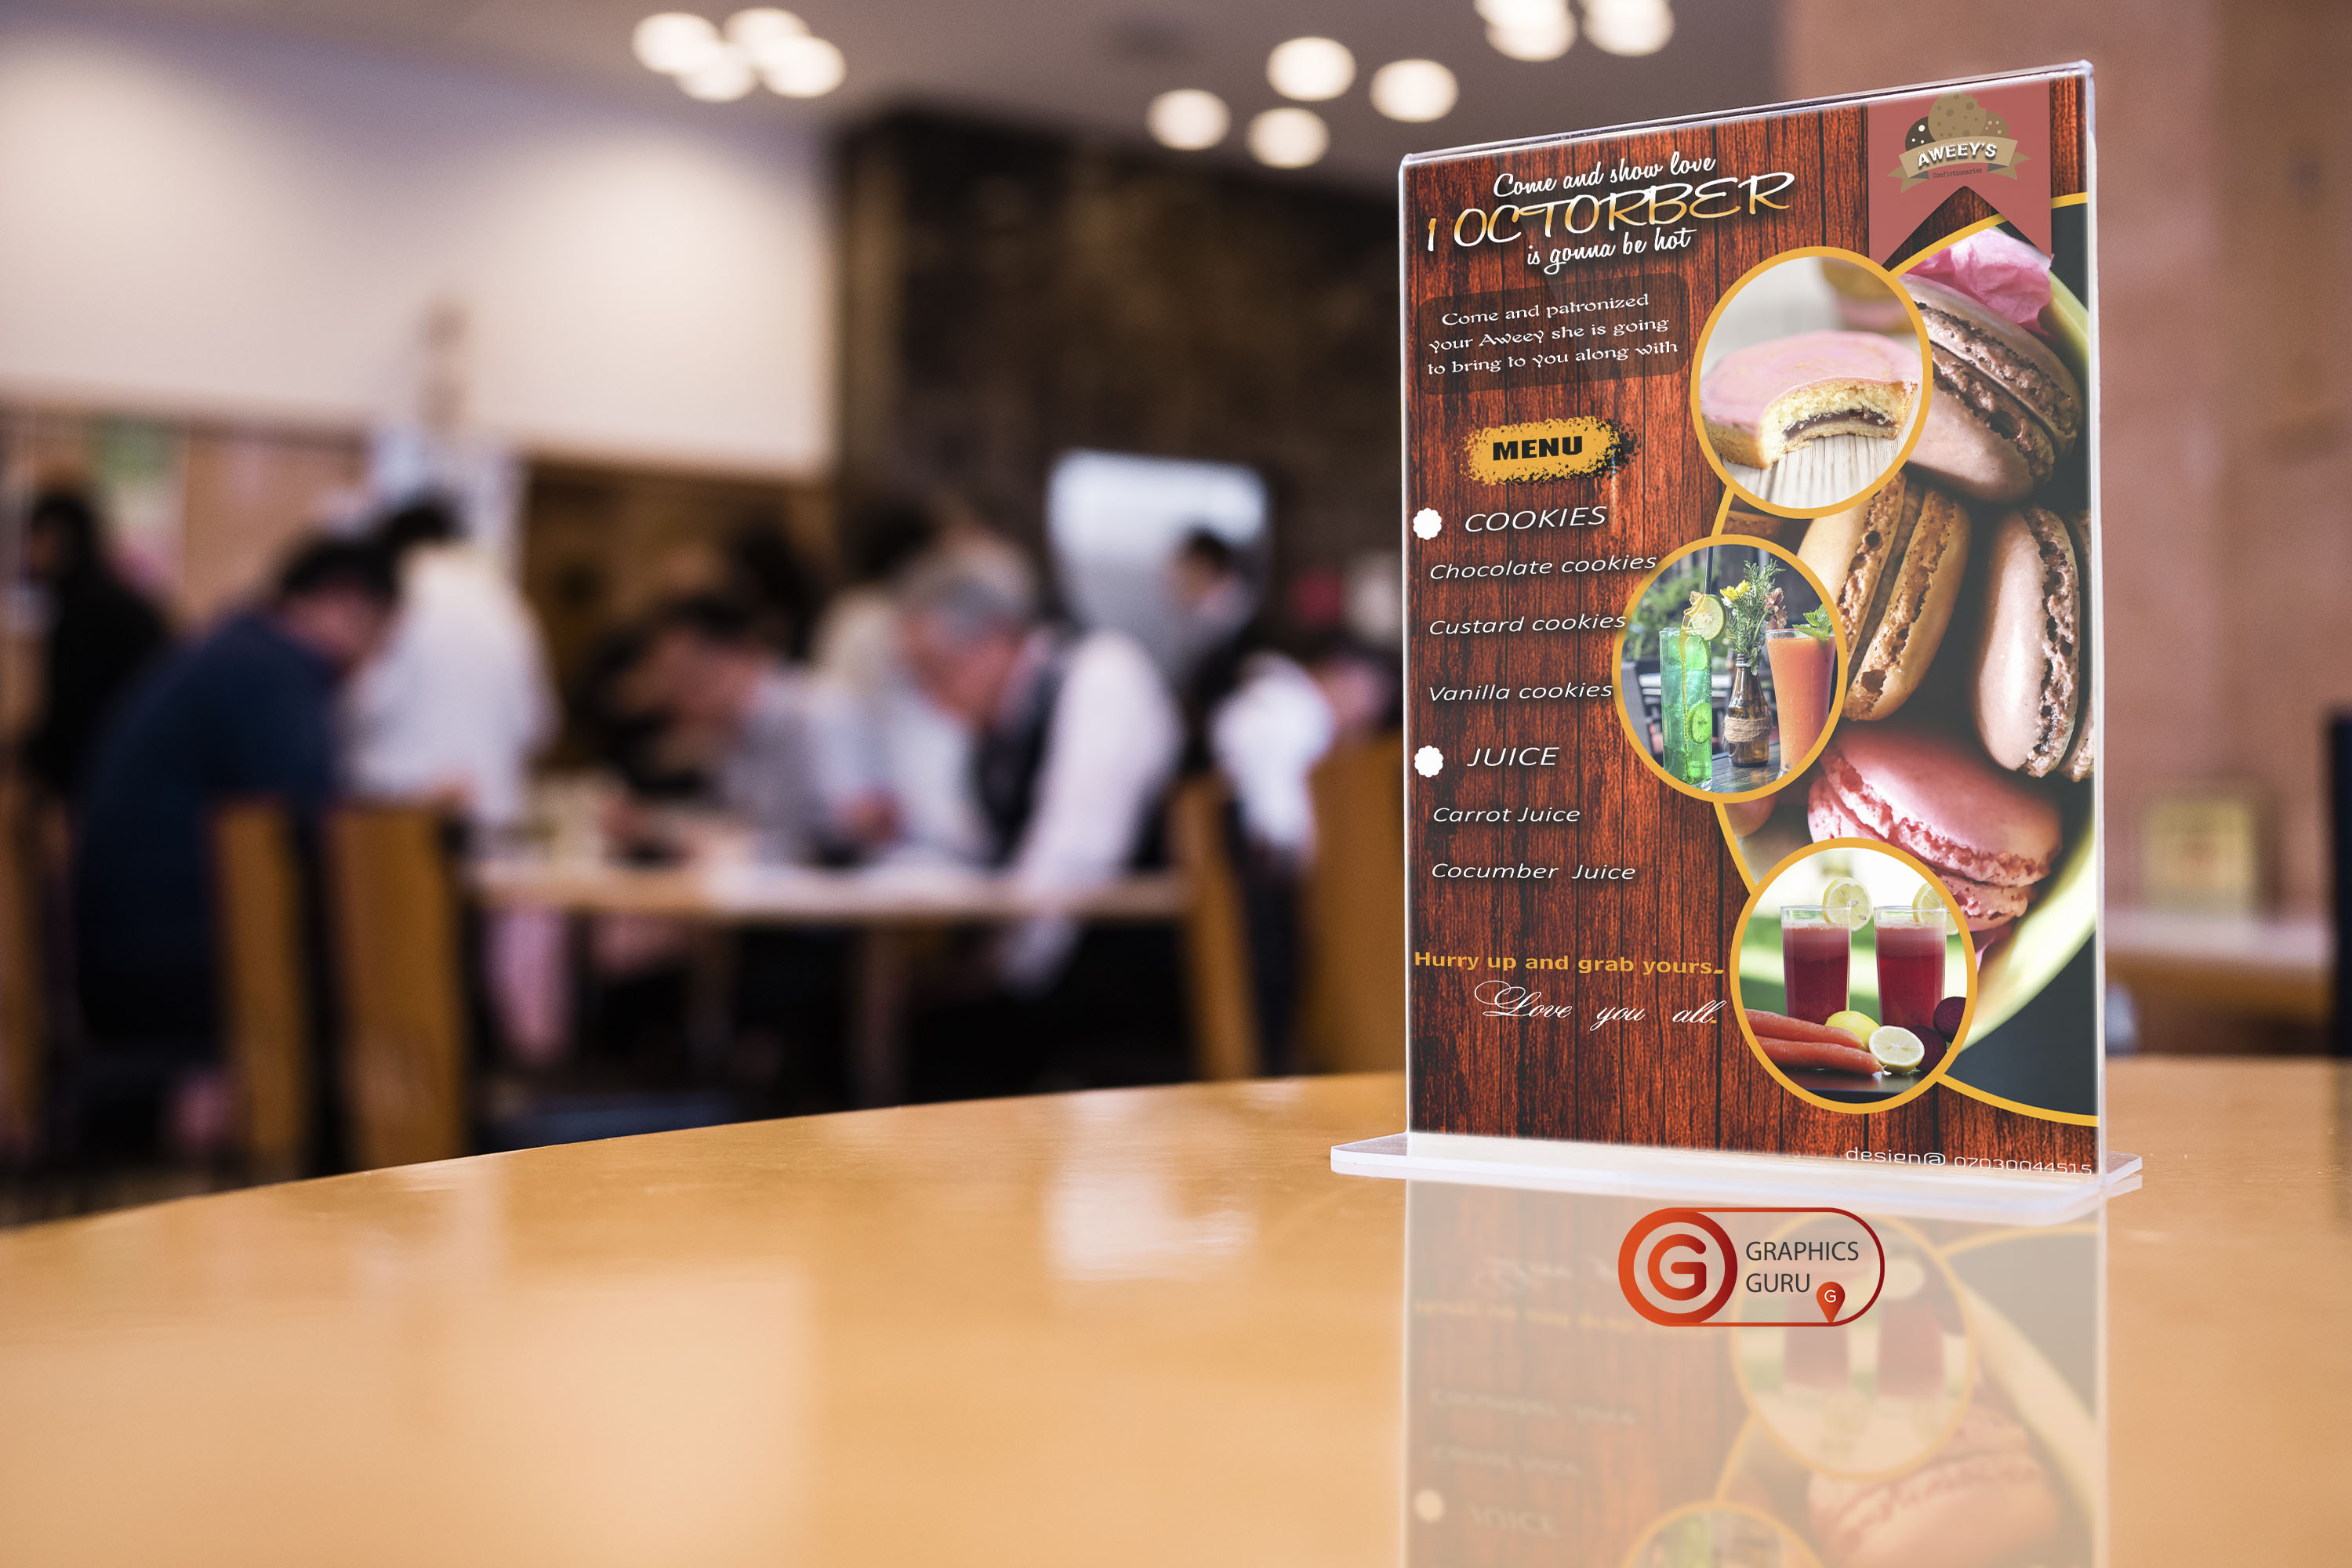 AWEEY'S
Confictionaries
Come and show love
1 OCTORBER
is gonna be hot
Come and patronized
your Aweey she is going
to bring to you along with
MENU
COOKIES
Chocolate cookies
Custard cookies
Vanilla cookies
JUICE
Carrot Juice
Cocumber Juice
Hurry up and grab yours.
Love you all.
design@ 07030044515
G GRAPHICS
GURU G